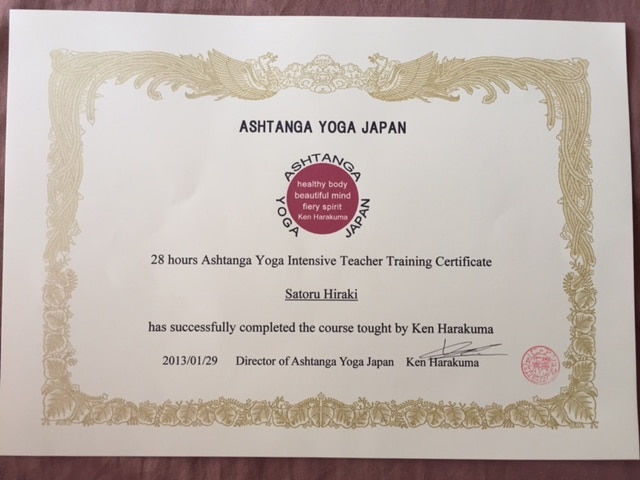 ASHTANGA YOGA JAPAN
ASHTANGA
YOGA
JAPAN
healthy body
beautiful mind
fiery spirit
Ken Harakuma
28 hours Ashtanga Yoga Intensive Teacher Training Certificate
Satoru Hiraki
has successfully completed the course tought by Ken Harakuma
2013/01/29 Director of Ashtanga Yoga Japan Ken Harakuma